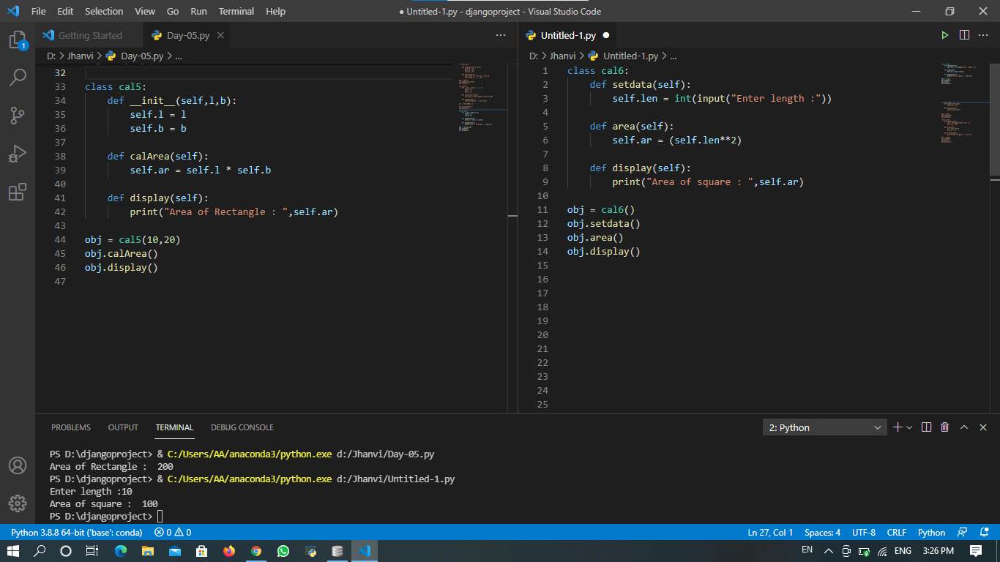 File Edit Selection View Go Run Terminal Help ● Untitled-1.py - djangoproject - Visual Studio Code
Getting Started Day-05.py
D: > Jhanvi > Day-05.py > ...
32
33 class cal5:
34 def __init__(self,l,b):
35 self.l = l
36 self.b = b
37
38 def calArea(self):
39 self.ar = self.l * self.b
40
41 def display(self):
42 print("Area of Rectangle : ",self.ar)
43
44 obj = cal5(10,20)
45 obj.calArea()
46 obj.display()
47
Untitled-1.py ●
D: > Jhanvi > Untitled-1.py > ...
1 class cal6:
2 def setdata(self):
3 self.len = int(input("Enter length :"))
4
5 def area(self):
6 self.ar = (self.len**2)
7
8 def display(self):
9 print("Area of square : ",self.ar)
10
11 obj = cal6()
12 obj.setdata()
13 obj.area()
14 obj.display()
15
16
17
18
19
20
21
22
23
24
25
1
PROBLEMS OUTPUT TERMINAL DEBUG CONSOLE 2: Python
PS D:\djangoproject> & C:/Users/AA/anaconda3/python.exe d:/Jhanvi/Day-05.py
Area of Rectangle :  200
PS D:\djangoproject> & C:/Users/AA/anaconda3/python.exe d:/Jhanvi/Untitled-1.py
Enter length :10
Area of square :  100
PS D:\djangoproject>
Python 3.8.8 64-bit ('base': conda) 0 0 Ln 27, Col 1 Spaces: 4 UTF-8 CRLF Python
EN ENG 3:26 PM